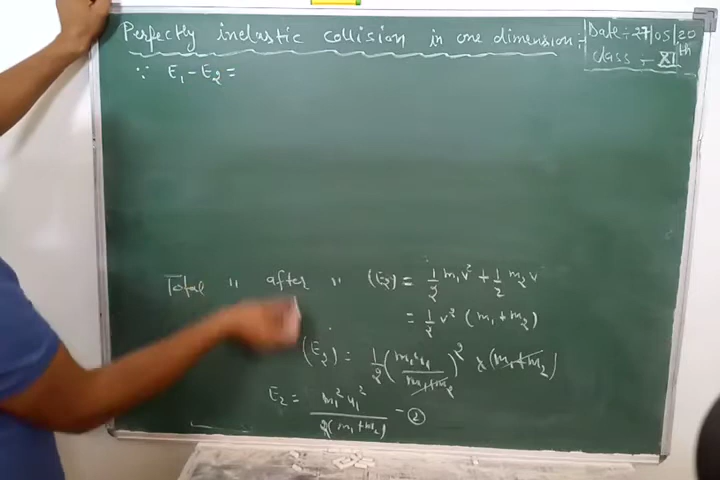 Perfectly inelastic collision in one dimension :-
Date ÷ 27/05/20
class - XI th
∵ E₁ - E₂ =
Total " after " (E₂) = 1/2 m₁v² + 1/2 m₂v
= 1/2 v² (m₁ + m₂)
(E₂) = 1/2 (m₁u₁ / m₁+m₂)² x (m₁+m₂)
E₂ = m₁²u₁² / 2(m₁+m₂) - ②